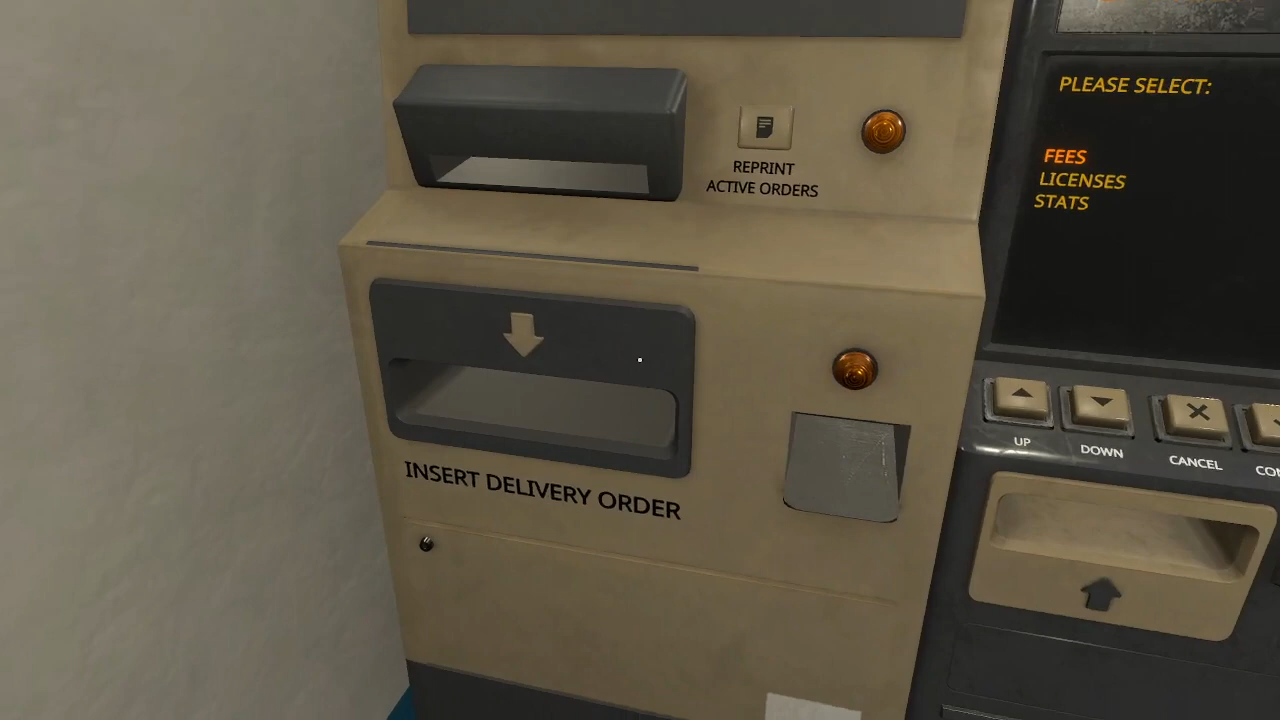 REPRINT
ACTIVE ORDERS
INSERT DELIVERY ORDER
PLEASE SELECT:
FEES
LICENSES
STATS
UP
DOWN
CANCEL